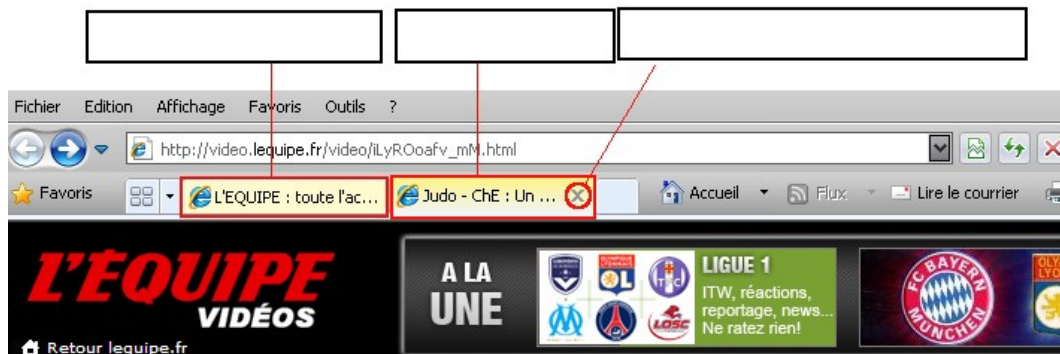 Fichier Edition Affichage Favoris Outils ?
http://video.lequipe.fr/video/iLyROoafv_mM.html
Favoris L'EQUIPE : toute l'ac... Judo - ChE : Un ... Accueil Flux Lire le courrier
L'ÉQUIPE
VIDÉOS
Retour lequipe.fr
A LA
UNE
LIGUE 1
ITW, réactions,
reportage, news...
Ne ratez rien!
FC BAYERN
MÜNCHEN
LOSC